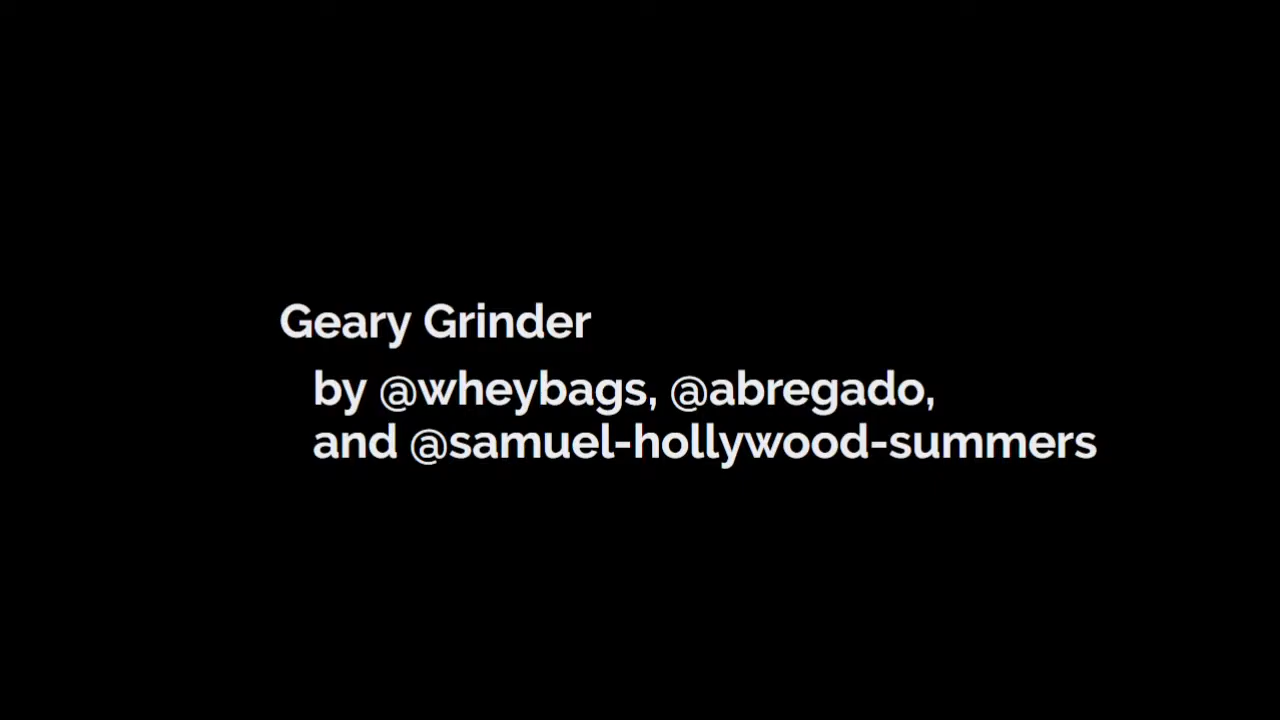 Geary Grinder
by @wheybags, @abregado,
and @samuel-hollywood-summers